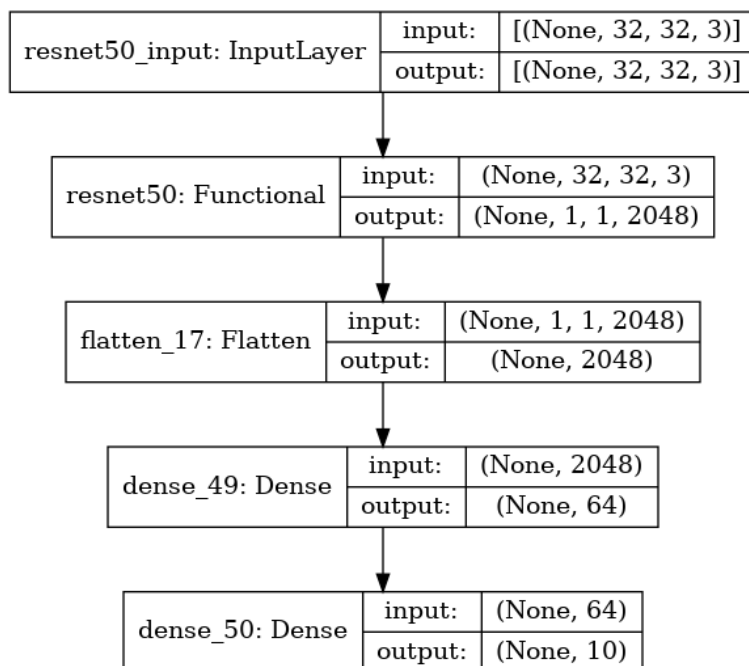 resnet50_input: InputLayer
input: [(None, 32, 32, 3)]
output: [(None, 32, 32, 3)]
resnet50: Functional
input: (None, 32, 32, 3)
output: (None, 1, 1, 2048)
flatten_17: Flatten
input: (None, 1, 1, 2048)
output: (None, 2048)
dense_49: Dense
input: (None, 2048)
output: (None, 64)
dense_50: Dense
input: (None, 64)
output: (None, 10)